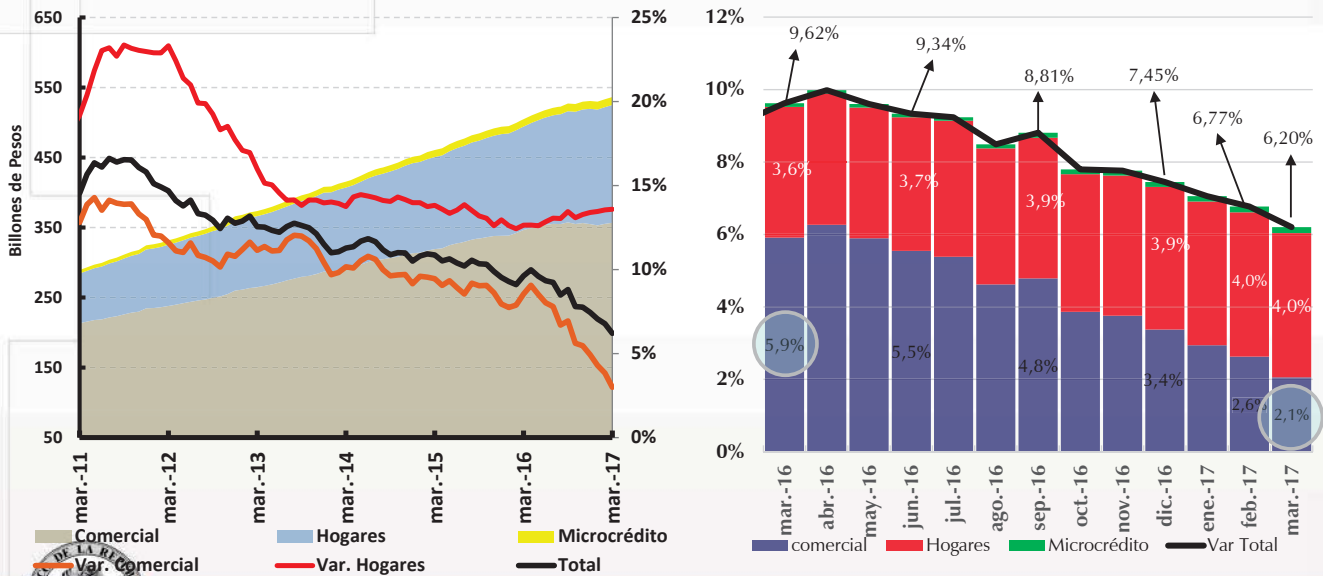 Billones de Pesos
650
550
450
350
250
150
50
25%
20%
15%
10%
5%
0%
mar.-11
mar.-12
mar.-13
mar.-14
mar.-15
mar.-16
mar.-17
Comercial
Hogares
Microcrédito
Var. Comercial
Var. Hogares
Total
DE LA REP
12%
10%
8%
6%
4%
2%
0%
9,62%
9,34%
8,81%
7,45%
6,77%
6,20%
3,6%
3,7%
3,9%
3,9%
4,0%
4,0%
5,9%
5,5%
4,8%
3,4%
2,6%
2,1%
mar.-16
abr.-16
may.-16
jun.-16
jul.-16
ago.-16
sep.-16
oct.-16
nov.-16
dic.-16
ene.-17
feb.-17
mar.-17
comercial
Hogares
Microcrédito
Var Total